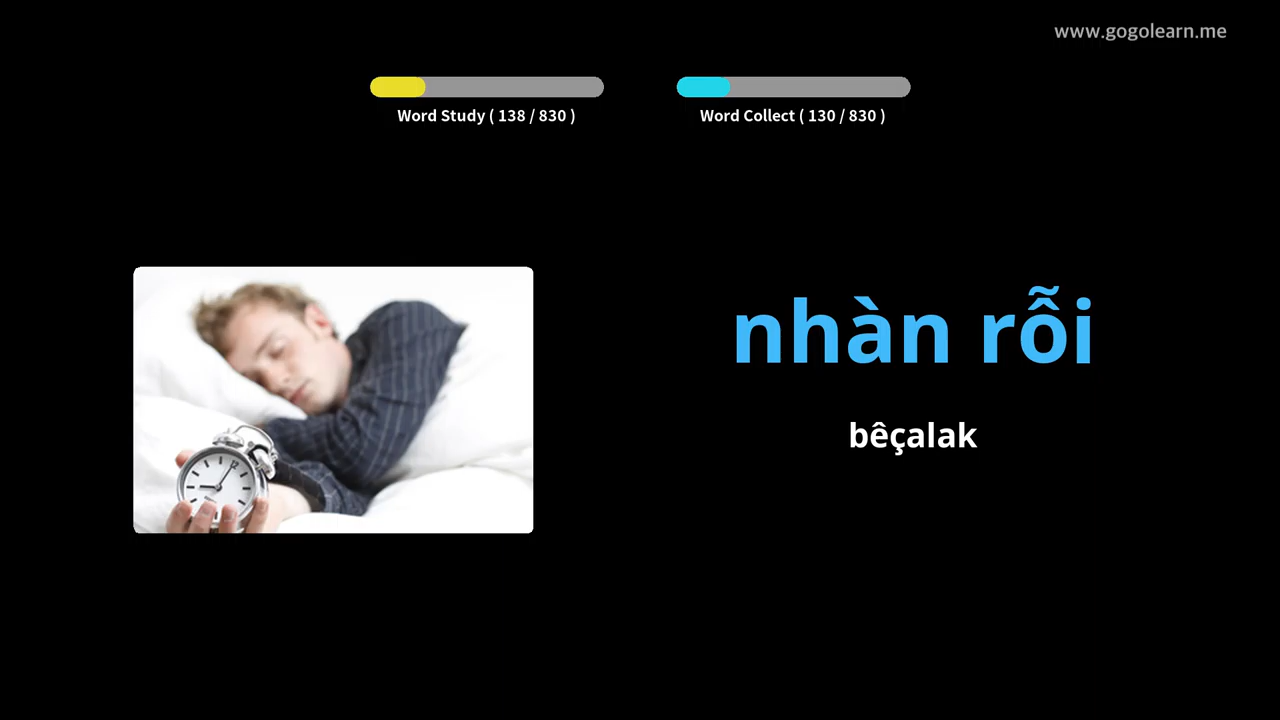 www.gogolearn.me
Word Study ( 138 / 830 )
Word Collect ( 130 / 830 )
nhàn rỗi
bêçalak